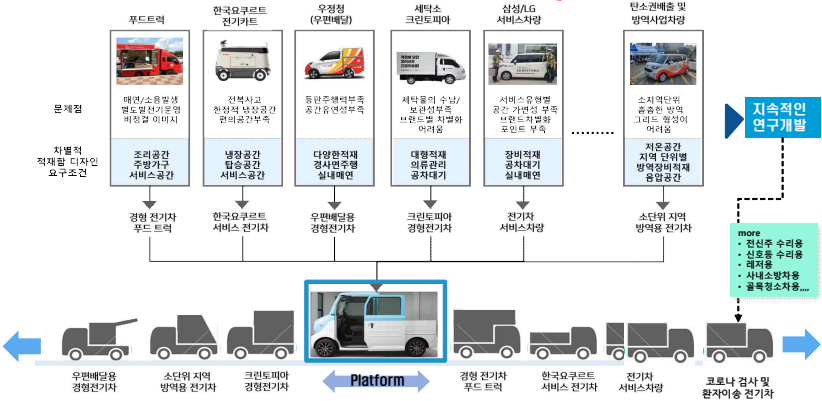 푸드트럭
한국요쿠르트
전기카트
우정청
(우편배달)
세탁소
크린토피아
삼성/LG
서비스차량
탄소권배출 및
방역사업차량
문제점
매연/소용발생
별도발전기운영
비청결 이미지
전복사고
한정적 냉장공간
편의공간부족
등판주행력부족
공간유연성부족
세탁물의 수납/
보관성부족
브랜드별 차별화
어려움
서비스유형별
공간 가변성 부족
브랜드차별화
포인트 부족
소지역단위
촘촘한 방역
그리드 형성이
어려움
지속적인
연구개발
차별적
적재함 디자인
요구조건
조리공간
주방가구
서비스공간
냉장공간
탑승공간
서비스공간
다양한적재
경사면주행
실내매연
대형적재
의류관리
공차대기
장비적재
공차대기
실내매연
저온공간
지역 단위별
방역장비적재
음압공간
경형 전기차
푸드 트럭
한국요쿠르트
서비스 전기차
우편배달용
경형전기차
크린토피아
경형전기차
전기차
서비스차량
소단위 지역
방역용 전기차
more
• 전신주 수리용
• 신호등 수리용
• 레저용
• 사내소방차용
• 골목청소차용,,,,
우편배달용
경형전기차
소단위 지역
방역용 전기차
크린토피아
경형전기차
Platform
경형 전기차
푸드 트럭
한국요쿠르트
서비스 전기차
전기차
서비스차량
코로나 검사 및
환자이송 전기차